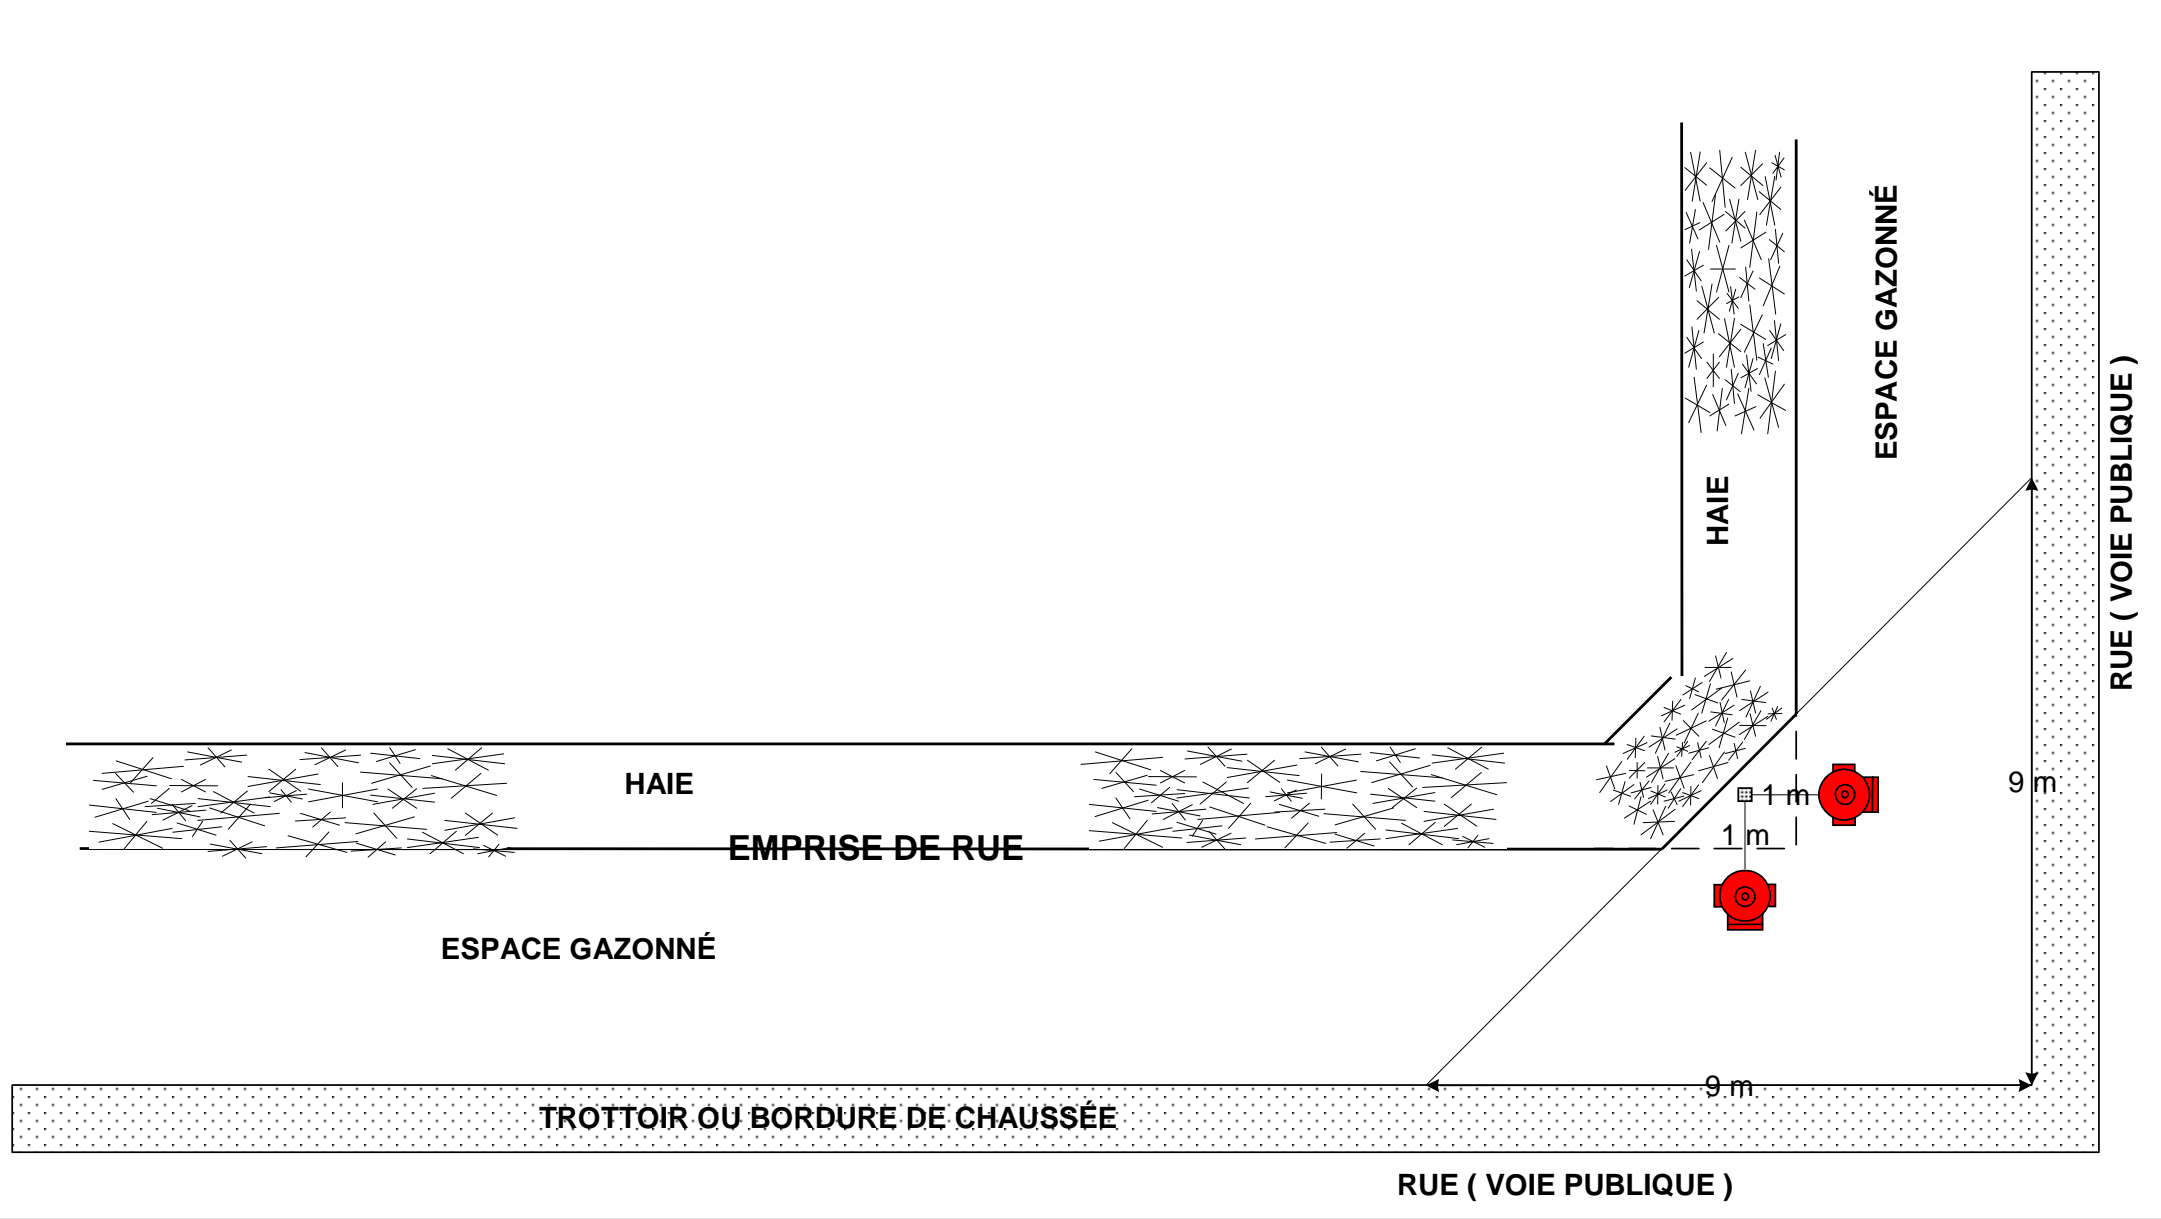 ESPACE GAZONNÉ
RUE ( VOIE PUBLIQUE )
HAIE
HAIE
9 m
1 m
1 m
EMPRISE DE RUE
ESPACE GAZONNÉ
9 m
TROTTOIR OU BORDURE DE CHAUSSÉE
RUE ( VOIE PUBLIQUE )